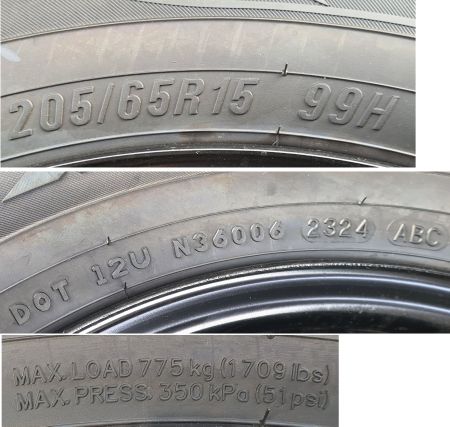 205/65R15 99H
DOT 12U N36006 2324 ABC
MAX. LOAD 775 kg (1709 lbs)
MAX. PRESS. 350 kPa (51 psi)